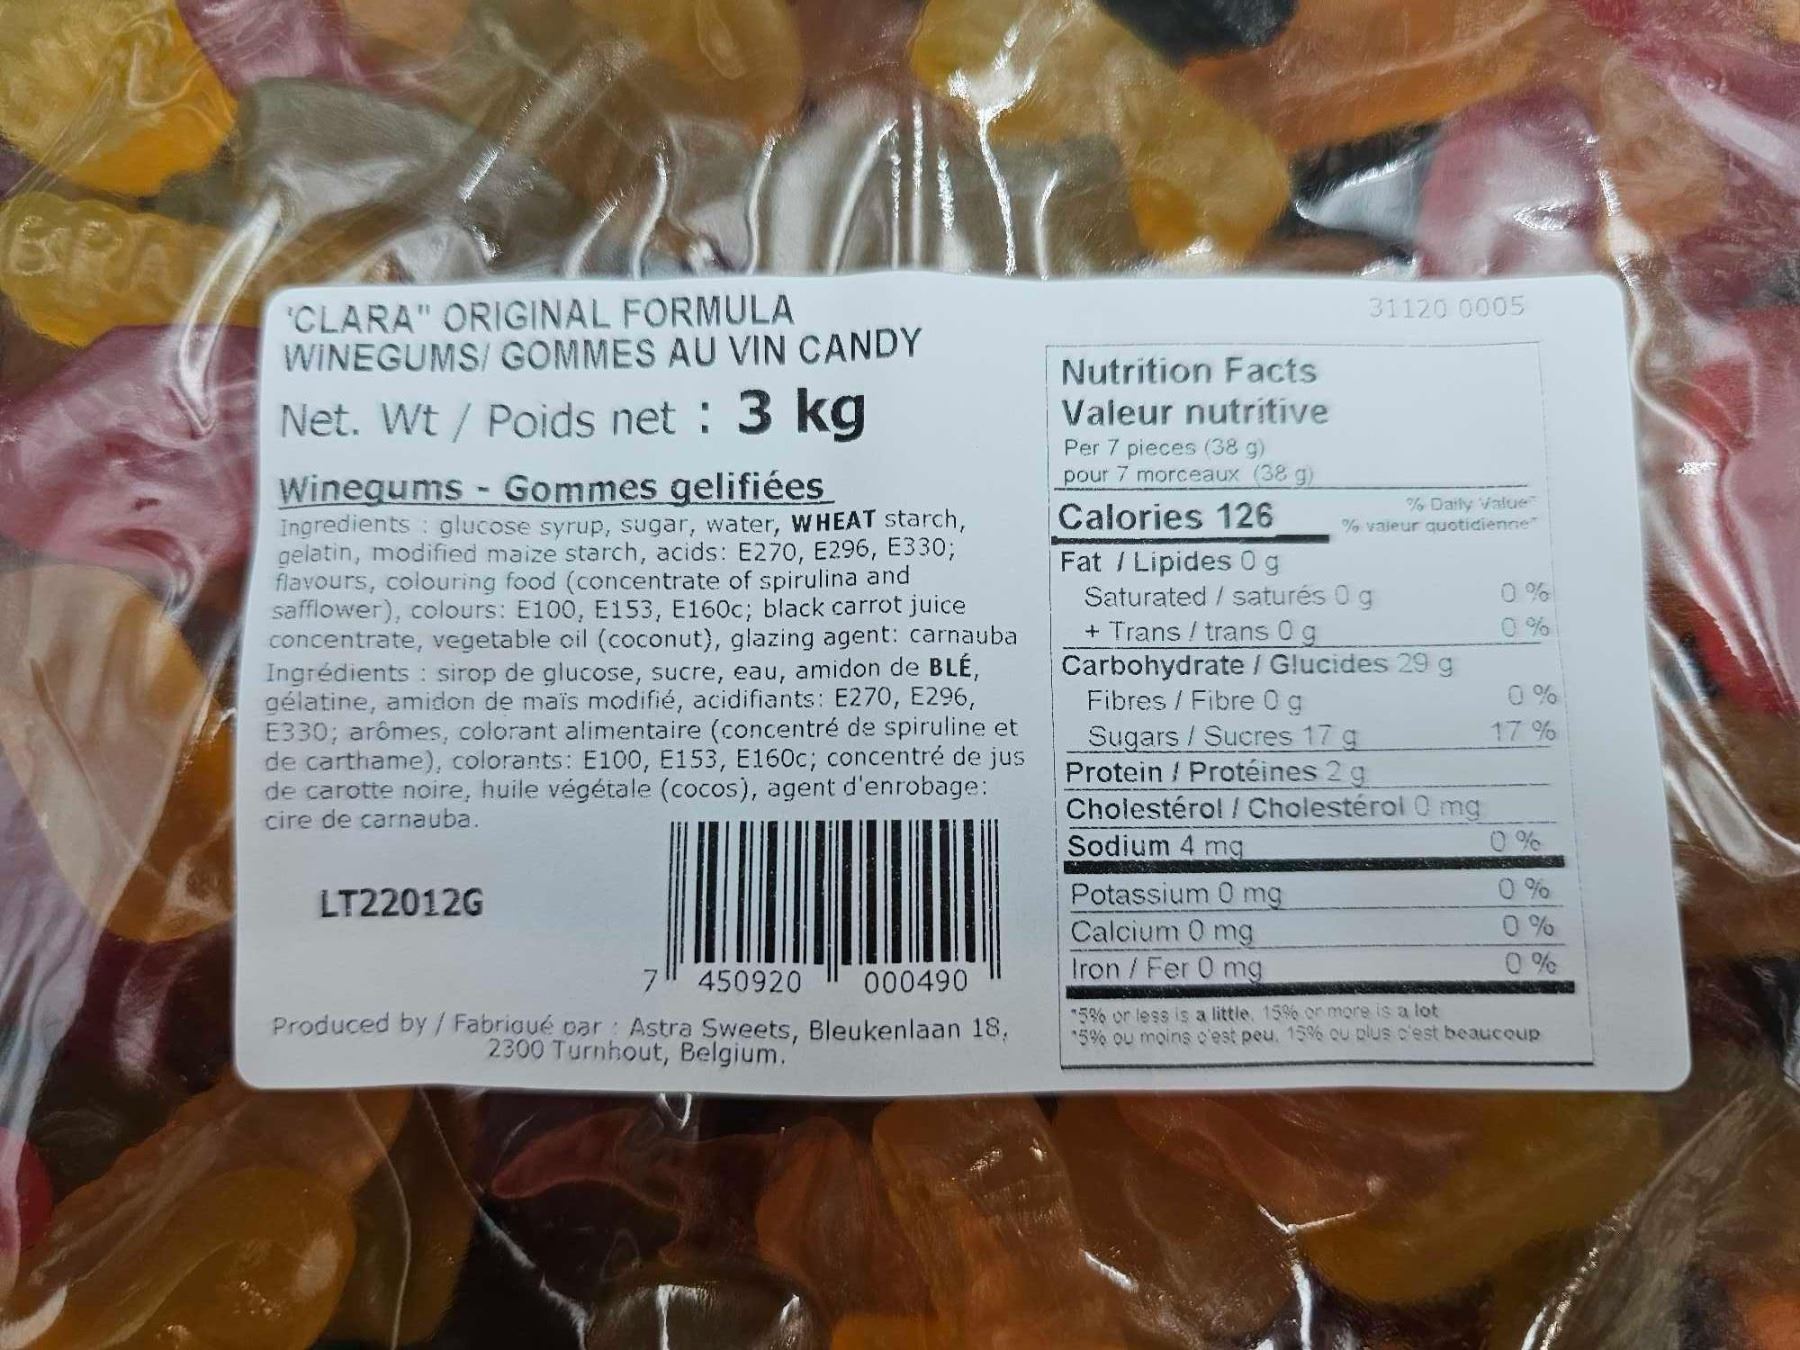 BRA
'CLARA" ORIGINAL FORMULA
WINEGUMS/ GOMMES AU VIN CANDY
Net. Wt / Poids net : 3 kg
Winegums - Gommes gelifiées
Ingredients : glucose syrup, sugar, water, WHEAT starch,
gelatin, modified maize starch, acids: E270, E296, E330;
flavours, colouring food (concentrate of spirulina and
safflower), colours: E100, E153, E160c; black carrot juice
concentrate, vegetable oil (coconut), glazing agent: carnauba
Ingrédients : sirop de glucose, sucre, eau, amidon de BLÉ,
gélatine, amidon de maïs modifié, acidifiants: E270, E296,
E330; arômes, colorant alimentaire (concentré de spiruline et
de carthame), colorants: E100, E153, E160c; concentré de jus
de carotte noire, huile végétale (cocos), agent d'enrobage:
cire de carnauba.
LT22012G
7 450920 000490
Produced by / Fabriqué par : Astra Sweets, Bleukenlaan 18,
2300 Turnhout, Belgium.
31120 0005
Nutrition Facts
Valeur nutritive
Per 7 pieces (38 g)
pour 7 morceaux (38 g)
Calories 126
% Daily Value*
% valeur quotidienne*
Fat / Lipides 0 g
Saturated / saturés 0 g 0 %
+ Trans / trans 0 g 0 %
Carbohydrate / Glucides 29 g
Fibres / Fibre 0 g 0 %
Sugars / Sucres 17 g 17 %
Protein / Protéines 2 g
Cholestérol / Cholestérol 0 mg
Sodium 4 mg 0 %
Potassium 0 mg 0 %
Calcium 0 mg 0 %
Iron / Fer 0 mg 0 %
*5% or less is a little, 15% or more is a lot
*5% ou moins c'est peu, 15% ou plus c'est beaucoup